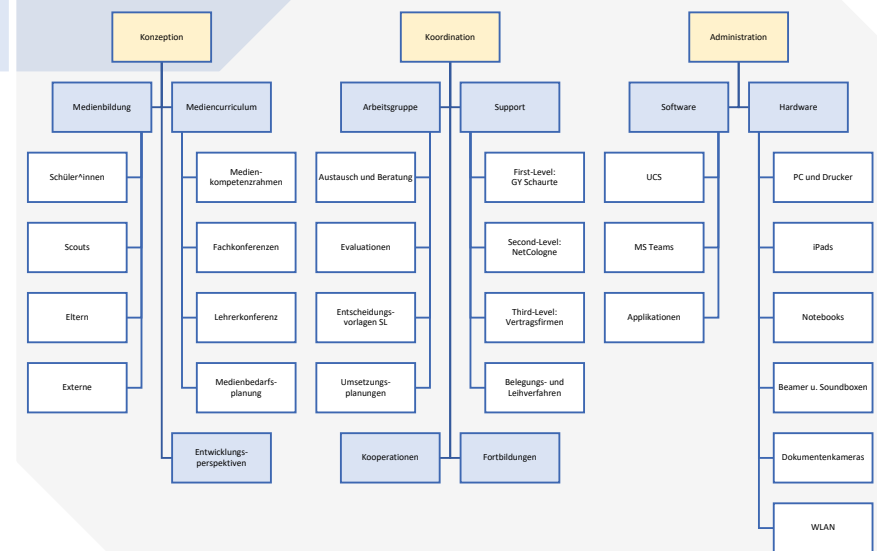 Konzeption
Medienbildung
Mediencurriculum
Schüler^innen
Scouts
Eltern
Externe
Medien-
kompetenzrahmen
Fachkonferenzen
Lehrerkonferenz
Medienbedarfs-
planung
Entwicklungs-
perspektiven
Koordination
Arbeitsgruppe
Support
Austausch und Beratung
Evaluationen
Entscheidungs-
vorlagen SL
Umsetzungs-
planungen
First-Level:
GY Schaurte
Second-Level:
NetCologne
Third-Level:
Vertragsfirmen
Belegungs- und
Leihverfahren
Kooperationen
Fortbildungen
Administration
Software
Hardware
UCS
MS Teams
Applikationen
PC und Drucker
iPads
Notebooks
Beamer u. Soundboxen
Dokumentenkameras
WLAN